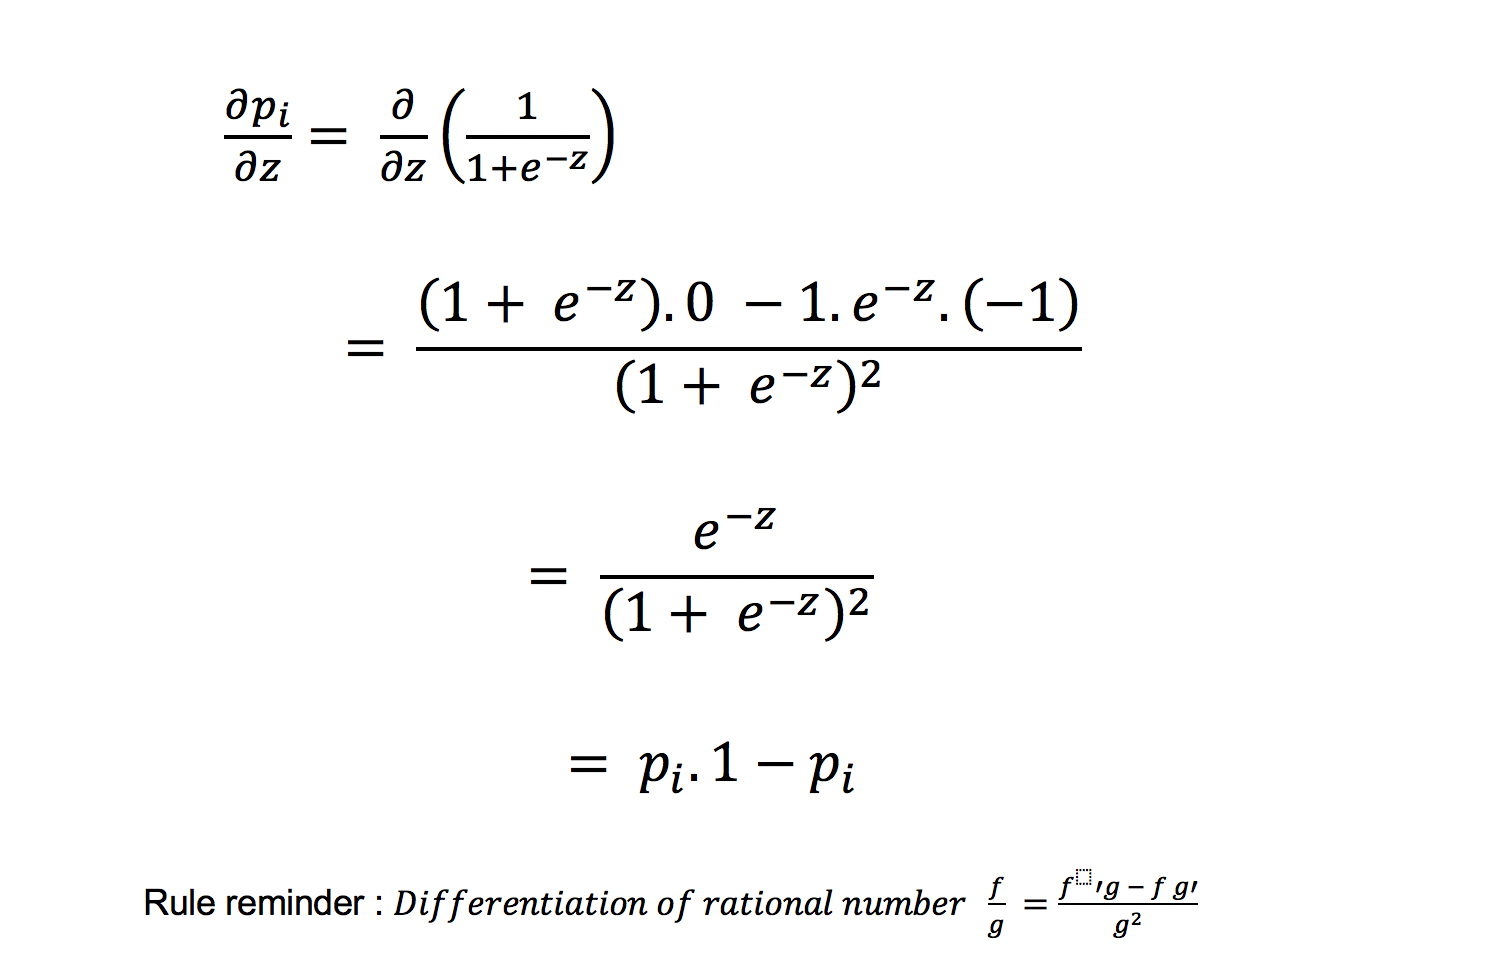 ∂pᵢ/∂z = ∂/∂z (1/(1+e⁻ᶻ))
= ((1 + e⁻ᶻ).0 − 1.e⁻ᶻ.(−1))/(1 + e⁻ᶻ)²
= e⁻ᶻ/(1 + e⁻ᶻ)²
= pᵢ.1 − pᵢ
Rule reminder : Differentiation of rational number f/g = (f′g − f g′)/g²